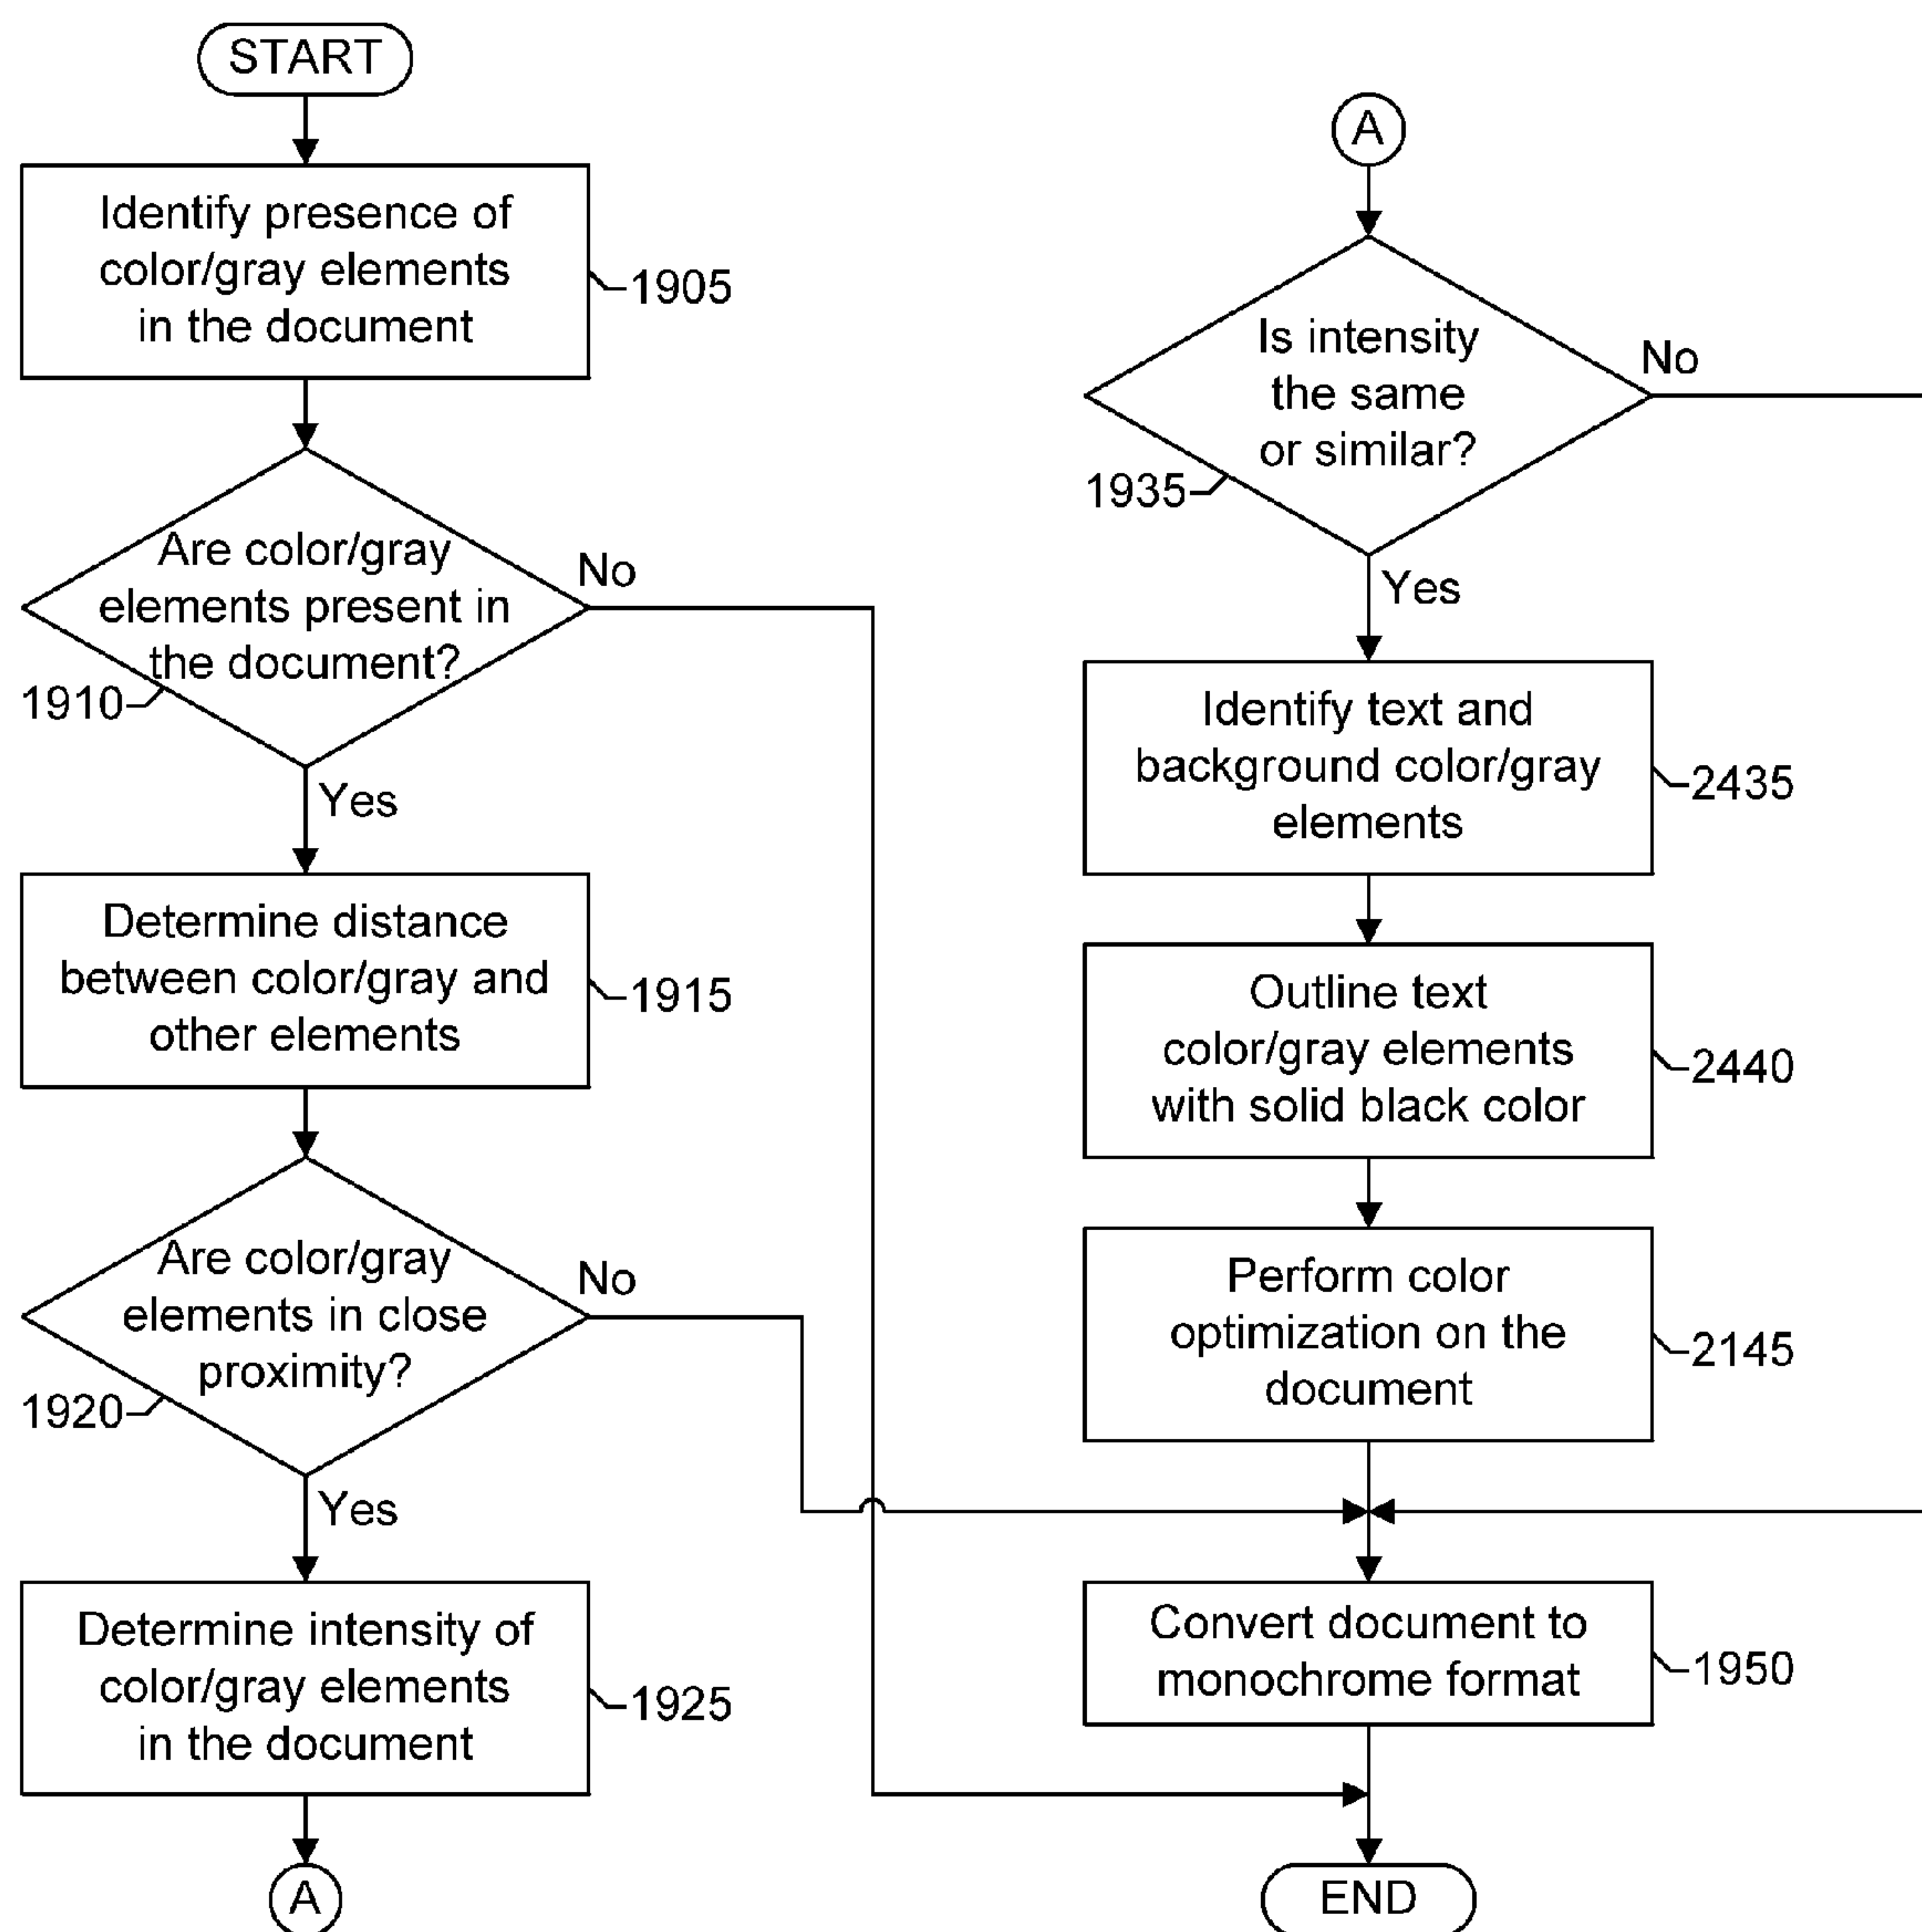 START
Identify presence of
color/gray elements
in the document
1905
Are color/gray
elements present in
the document?
1910
No
Yes
Determine distance
between color/gray and
other elements
1915
Are color/gray
elements in close
proximity?
1920
No
Yes
Determine intensity of
color/gray elements
in the document
1925
A
A
Is intensity
the same
or similar?
1935
No
Yes
Identify text and
background color/gray
elements
2435
Outline text
color/gray elements
with solid black color
2440
Perform color
optimization on the
document
2145
Convert document to
monochrome format
1950
END